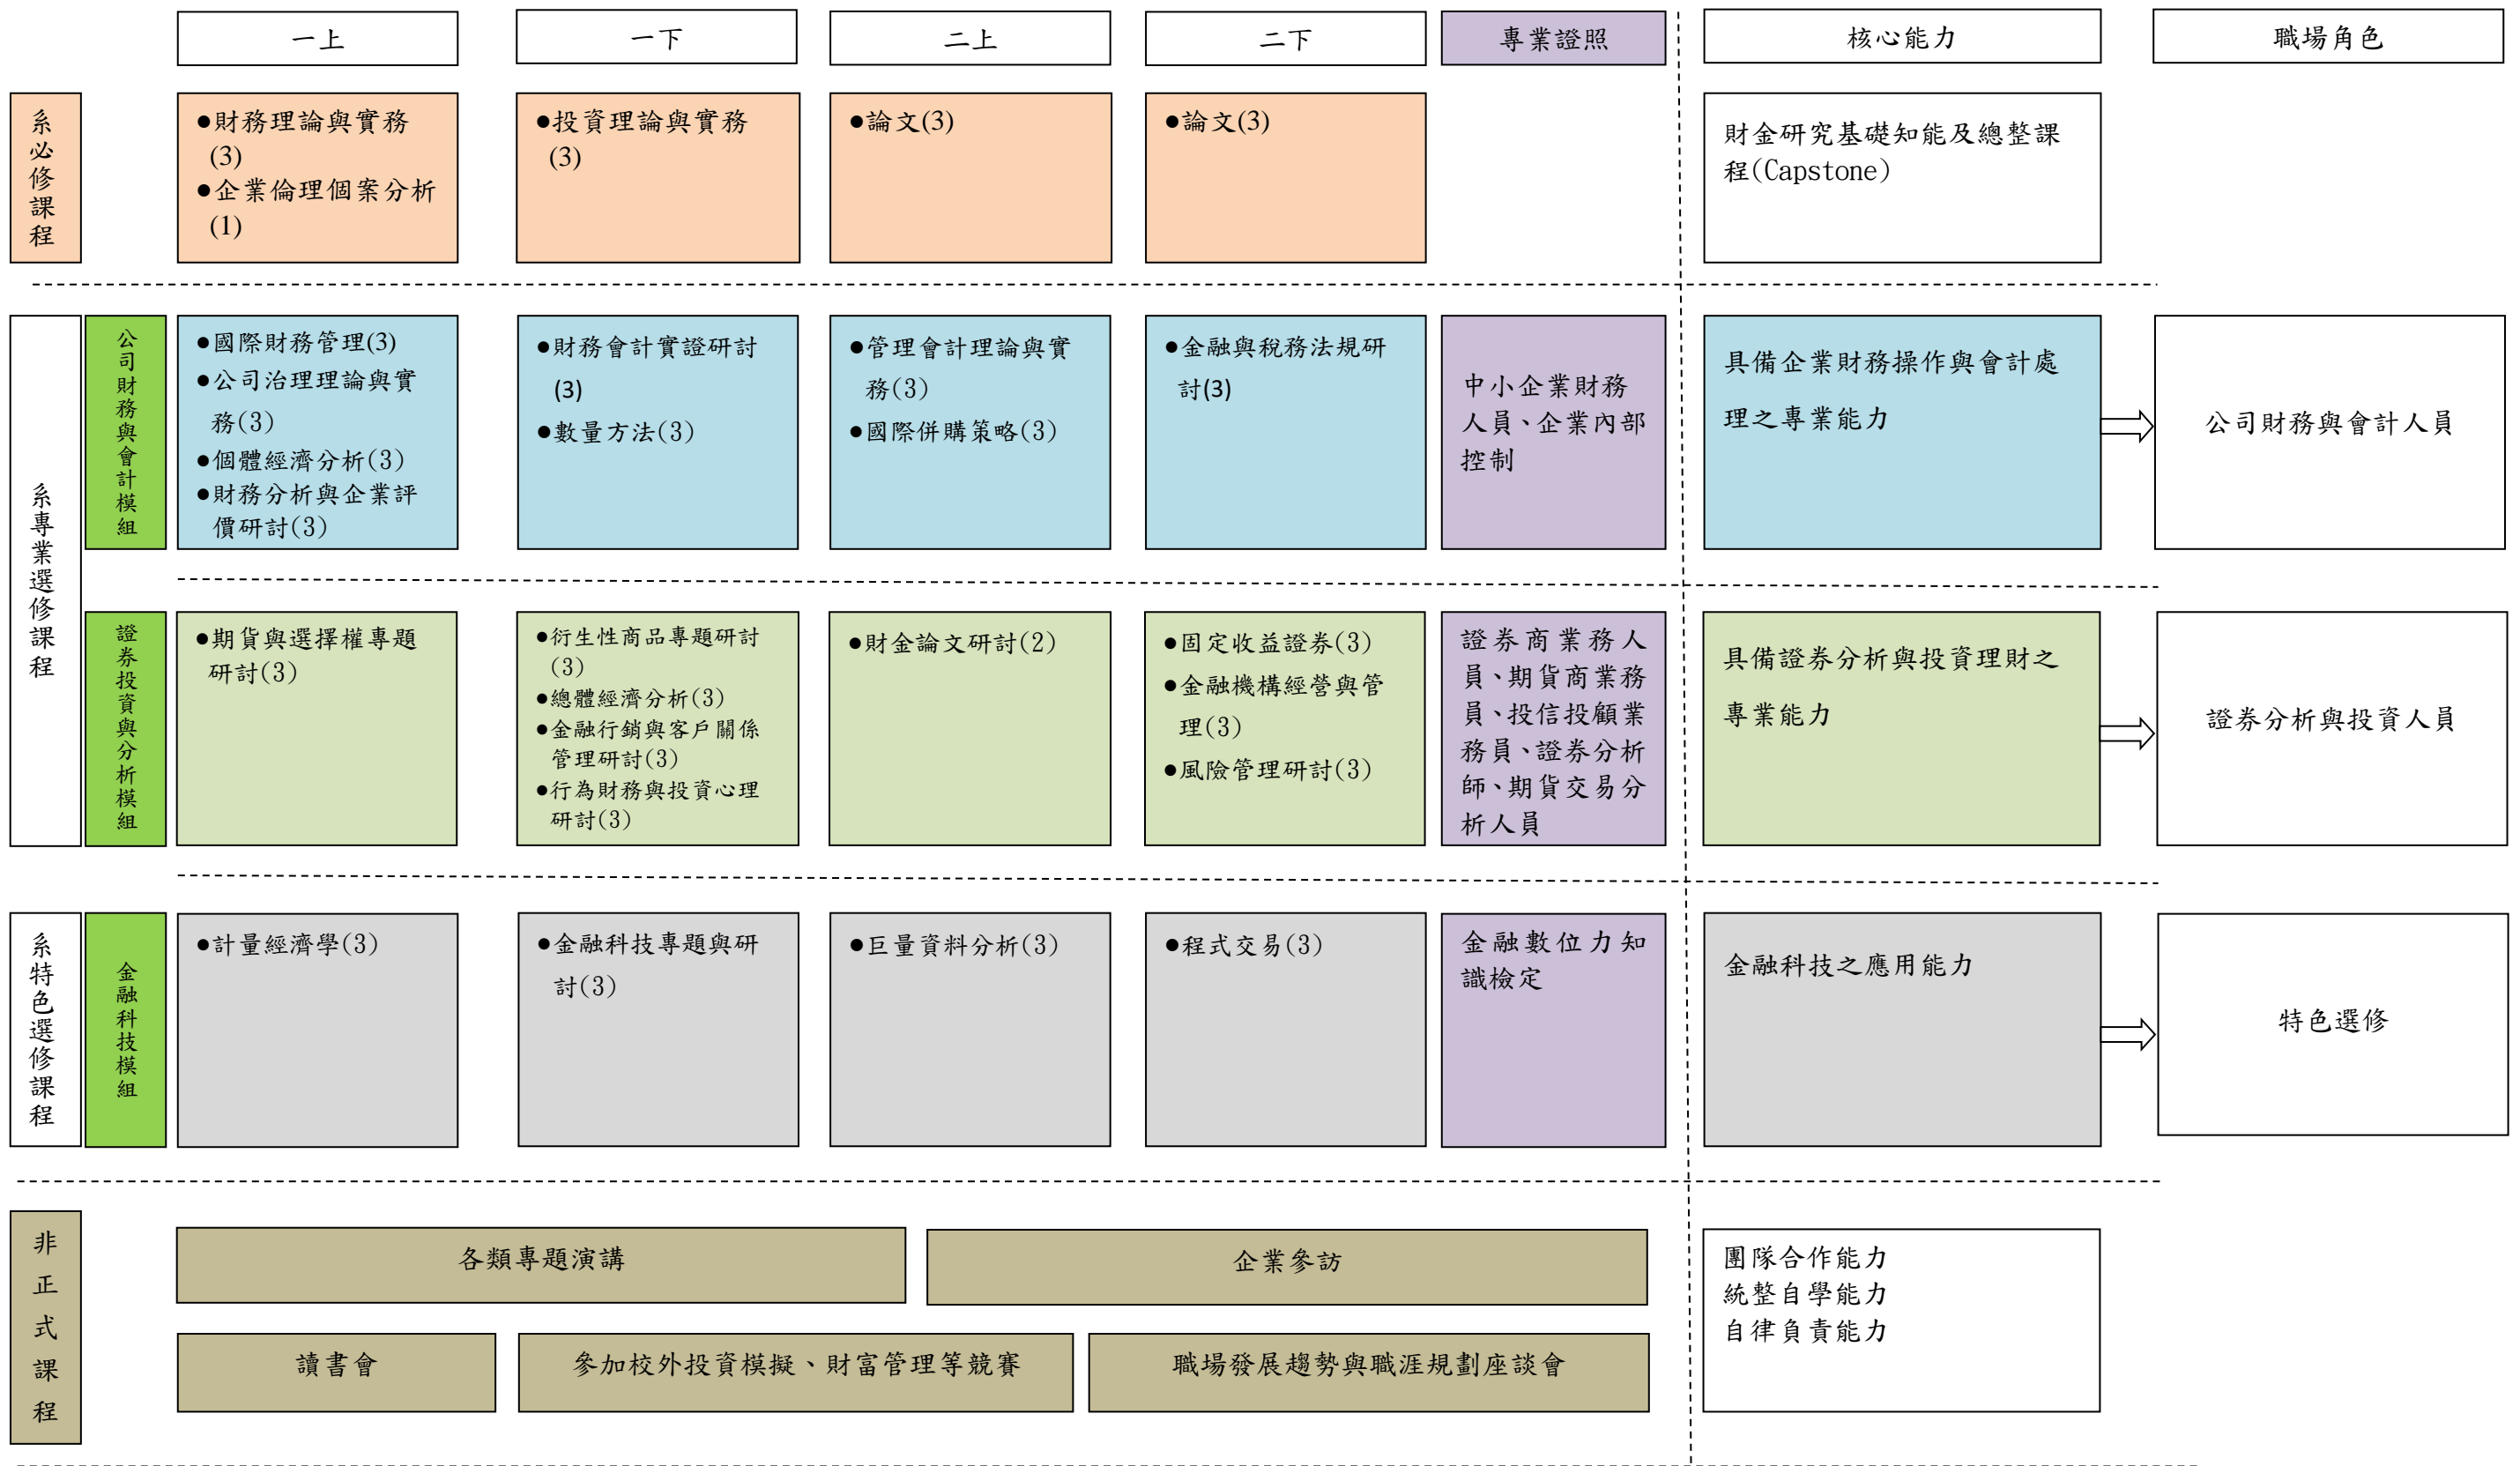 一上
一下
二上
二下
專業證照
核心能力
職場角色
系必修課程
●財務理論與實務
(3)
●企業倫理個案分析
(1)
●投資理論與實務
(3)
●論文(3)
●論文(3)
財金研究基礎知能及總整課
程(Capstone)
系專業選修課程
公司財務與會計模組
●國際財務管理(3)
●公司治理理論與實
務(3)
●個體經濟分析(3)
●財務分析與企業評
價研討(3)
●財務會計實證研討
(3)
●數量方法(3)
●管理會計理論與實
務(3)
●國際併購策略(3)
●金融與稅務法規研
討(3)
中小企業財務
人員、企業內部
控制
具備企業財務操作與會計處
理之專業能力
公司財務與會計人員
證券投資與分析模組
●期貨與選擇權專題
研討(3)
●衍生性商品專題研討
(3)
●總體經濟分析(3)
●金融行銷與客戶關係
管理研討(3)
●行為財務與投資心理
研討(3)
●財金論文研討(2)
●固定收益證券(3)
●金融機構經營與管
理(3)
●風險管理研討(3)
證券商業務人
員、期貨商業務
員、投信投顧業
務員、證券分析
師、期貨交易分
析人員
具備證券分析與投資理財之
專業能力
證券分析與投資人員
系特色選修課程
金融科技模組
●計量經濟學(3)
●金融科技專題與研
討(3)
●巨量資料分析(3)
●程式交易(3)
金融數位力知
識檢定
金融科技之應用能力
特色選修
非正式課程
各類專題演講
企業參訪
讀書會
參加校外投資模擬、財富管理等競賽
職場發展趨勢與職涯規劃座談會
團隊合作能力
統整自學能力
自律負責能力